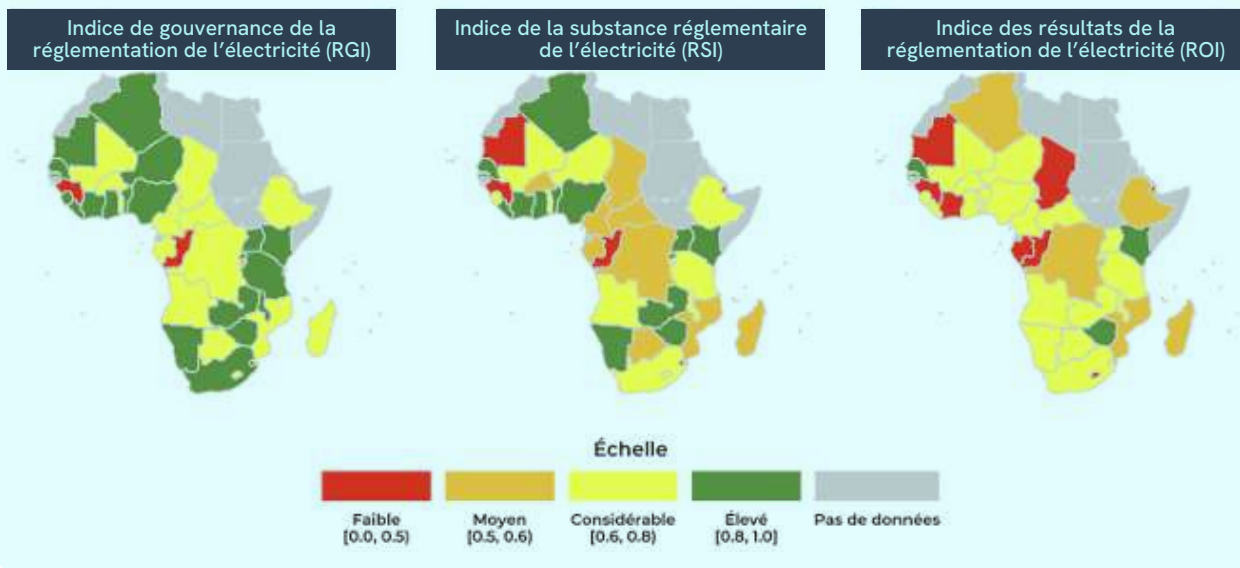 Indice de gouvernance de la
réglementation de l'électricité (RGI)
Indice de la substance réglementaire
de l'électricité (RSI)
Indice des résultats de la
réglementation de l'électricité (ROI)
Échelle
Faible
[0.0, 0.5)
Moyen
[0.5, 0.6)
Considérable
[0.6, 0.8)
Élevé
[0.8, 1.0]
Pas de données